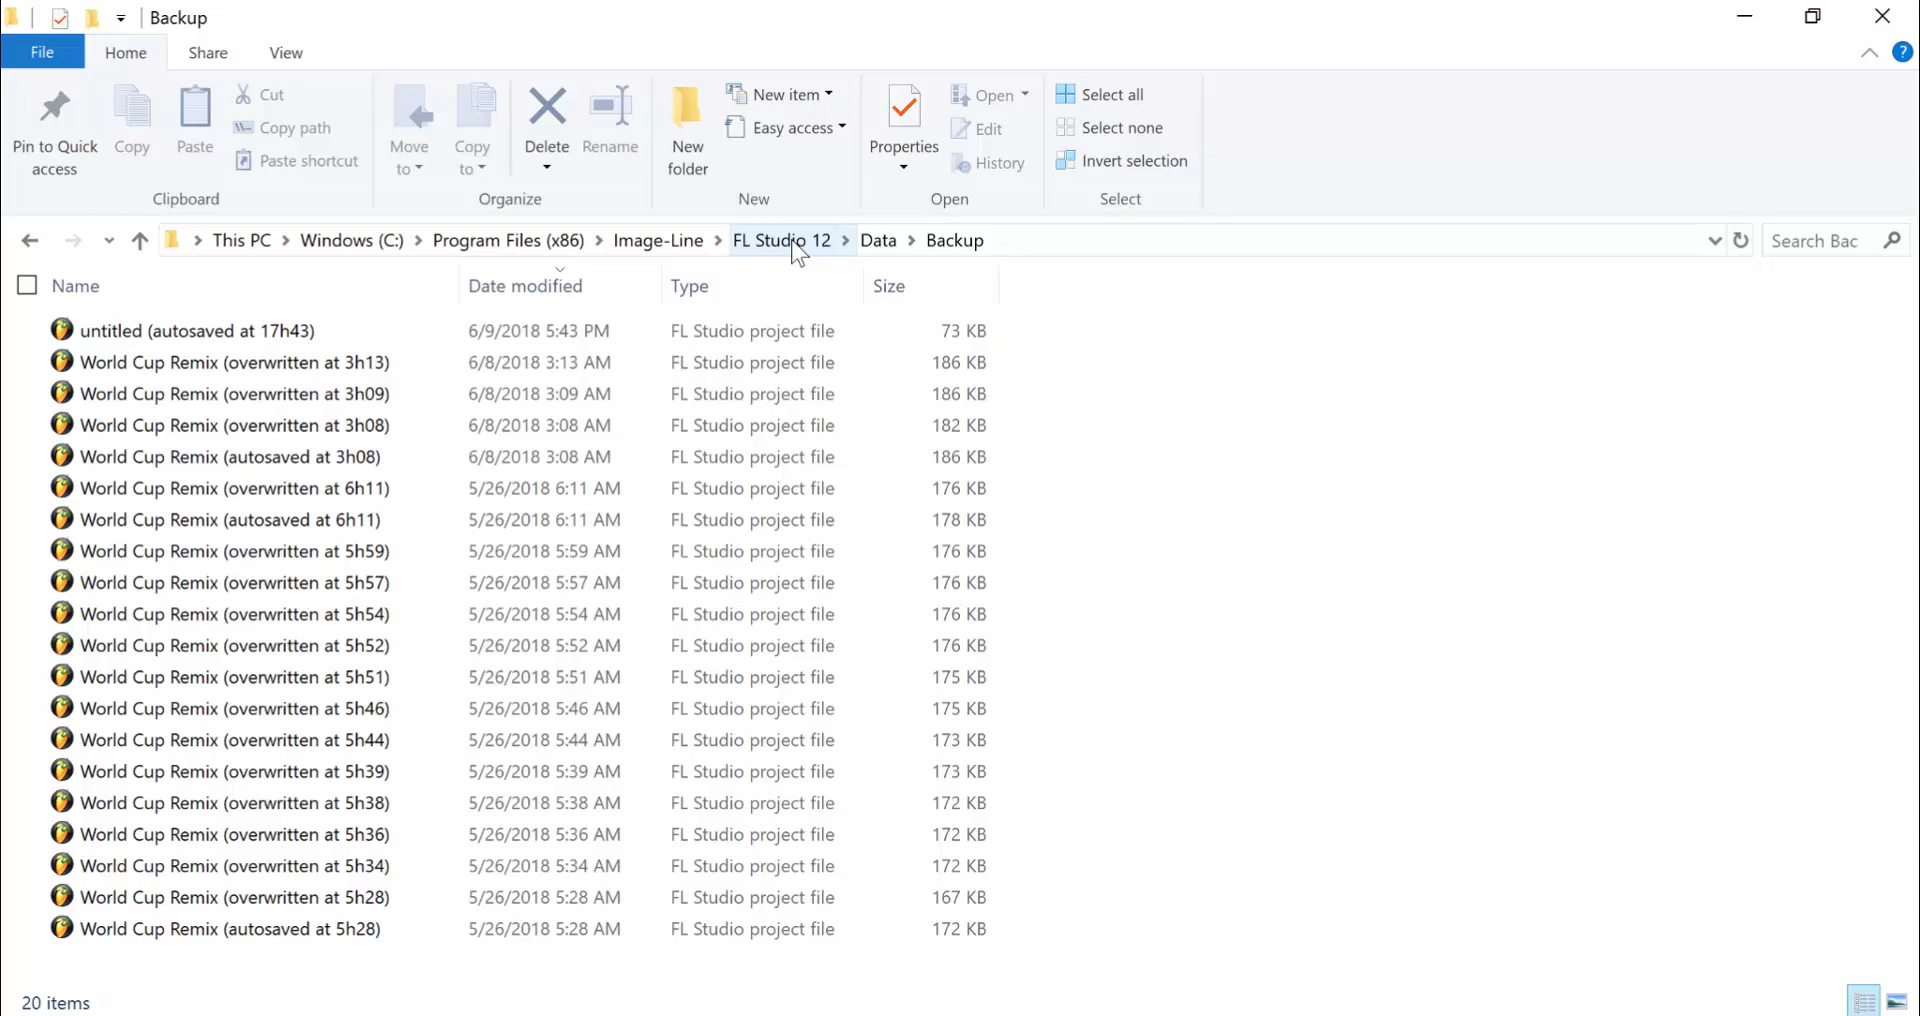 Backup
File Home Share View
Pin to Quick access
Copy
Paste
Cut
Copy path
Paste shortcut
Clipboard
Move to
Copy to
Delete
Rename
Organize
New folder
New item
Easy access
New
Properties
Open
Edit
History
Open
Select all
Select none
Invert selection
Select
This PC Windows (C:) Program Files (x86) Image-Line FL Studio 12 Data Backup
Search Bac
Name Date modified Type Size
untitled (autosaved at 17h43) 6/9/2018 5:43 PM FL Studio project file 73 KB
World Cup Remix (overwritten at 3h13) 6/8/2018 3:13 AM FL Studio project file 186 KB
World Cup Remix (overwritten at 3h09) 6/8/2018 3:09 AM FL Studio project file 186 KB
World Cup Remix (overwritten at 3h08) 6/8/2018 3:08 AM FL Studio project file 182 KB
World Cup Remix (autosaved at 3h08) 6/8/2018 3:08 AM FL Studio project file 186 KB
World Cup Remix (overwritten at 6h11) 5/26/2018 6:11 AM FL Studio project file 176 KB
World Cup Remix (autosaved at 6h11) 5/26/2018 6:11 AM FL Studio project file 178 KB
World Cup Remix (overwritten at 5h59) 5/26/2018 5:59 AM FL Studio project file 176 KB
World Cup Remix (overwritten at 5h57) 5/26/2018 5:57 AM FL Studio project file 176 KB
World Cup Remix (overwritten at 5h54) 5/26/2018 5:54 AM FL Studio project file 176 KB
World Cup Remix (overwritten at 5h52) 5/26/2018 5:52 AM FL Studio project file 176 KB
World Cup Remix (overwritten at 5h51) 5/26/2018 5:51 AM FL Studio project file 175 KB
World Cup Remix (overwritten at 5h46) 5/26/2018 5:46 AM FL Studio project file 175 KB
World Cup Remix (overwritten at 5h44) 5/26/2018 5:44 AM FL Studio project file 173 KB
World Cup Remix (overwritten at 5h39) 5/26/2018 5:39 AM FL Studio project file 173 KB
World Cup Remix (overwritten at 5h38) 5/26/2018 5:38 AM FL Studio project file 172 KB
World Cup Remix (overwritten at 5h36) 5/26/2018 5:36 AM FL Studio project file 172 KB
World Cup Remix (overwritten at 5h34) 5/26/2018 5:34 AM FL Studio project file 172 KB
World Cup Remix (overwritten at 5h28) 5/26/2018 5:28 AM FL Studio project file 167 KB
World Cup Remix (autosaved at 5h28) 5/26/2018 5:28 AM FL Studio project file 172 KB
20 items